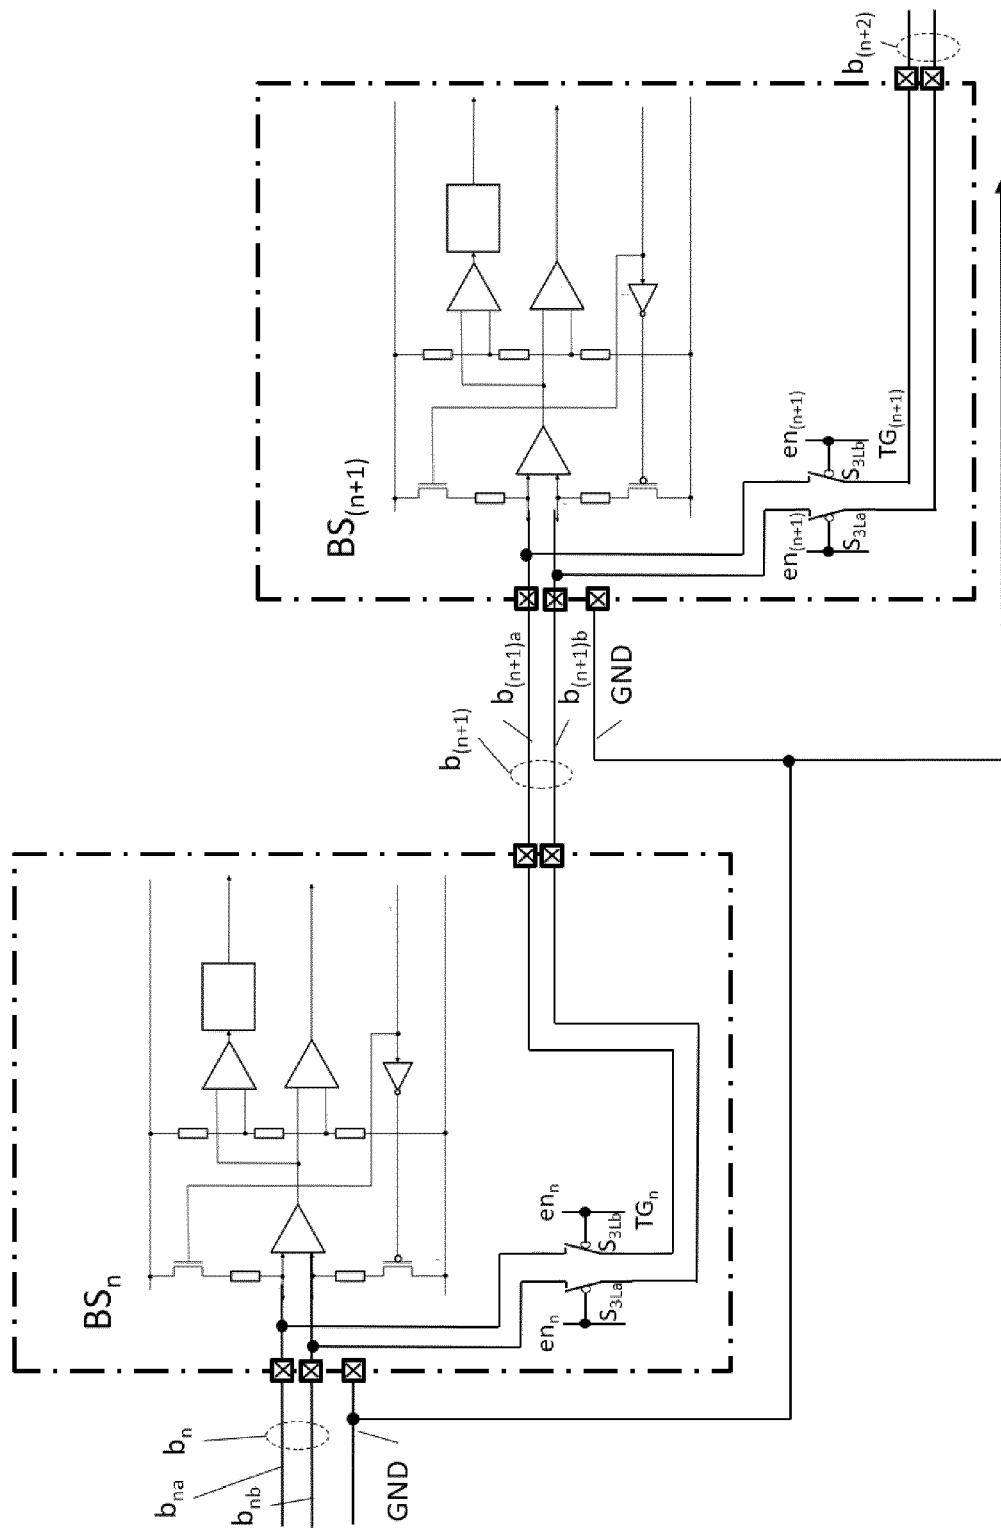 b(n+2)
BS(n+1)
en(n+1)
S3Lb
TG(n+1)
en(n+1)
S3La
b(n+1)
b(n+1)a
b(n+1)b
GND
BSn
enn
S3Lb
TGn
enn
S3La
bn
bna
bnb
GND